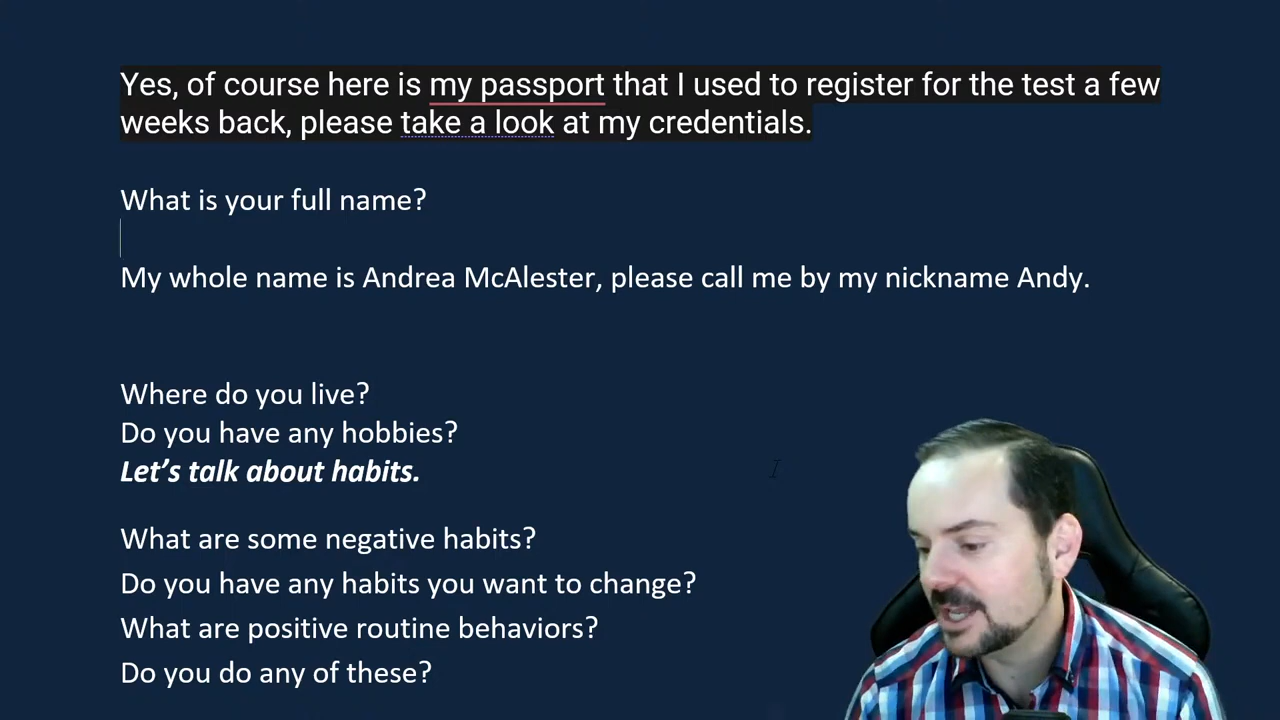 Yes, of course here is my passport that I used to register for the test a few
weeks back, please take a look at my credentials.
What is your full name?
My whole name is Andrea McAlester, please call me by my nickname Andy.
Where do you live?
Do you have any hobbies?
Let’s talk about habits.
What are some negative habits?
Do you have any habits you want to change?
What are positive routine behaviors?
Do you do any of these?